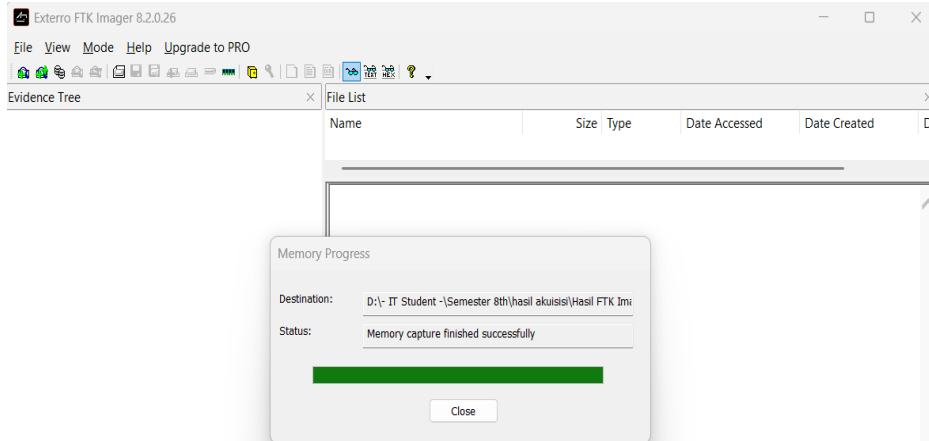 Exterro FTK Imager 8.2.0.26
File View Mode Help Upgrade to PRO
TEXT HEX
Evidence Tree
File List
Name Size Type Date Accessed Date Created D
Memory Progress
Destination: D:\- IT Student -\Semester 8th\hasil akuisisi\Hasil FTK Ima
Status: Memory capture finished successfully
Close